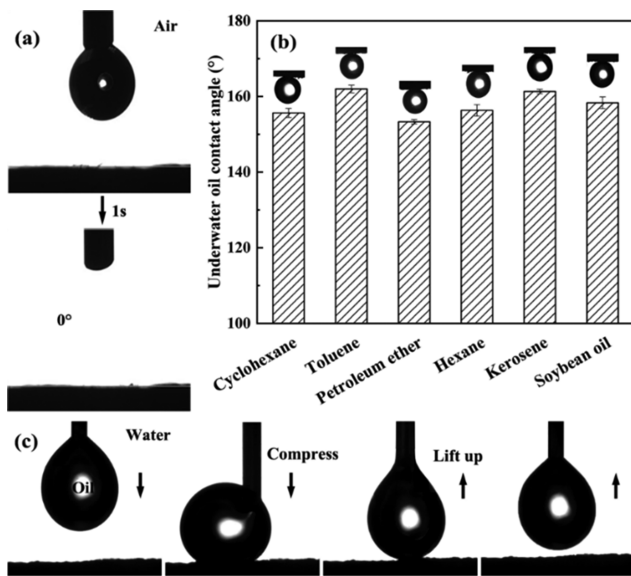 (a)
Air
1s
0°
(b)
Underwater oil contact angle (°)
180
160
140
120
100
Cyclohexane
Toluene
Petroleum ether
Hexane
Kerosene
Soybean oil
(c)
Water
Oil
Compress
Lift up